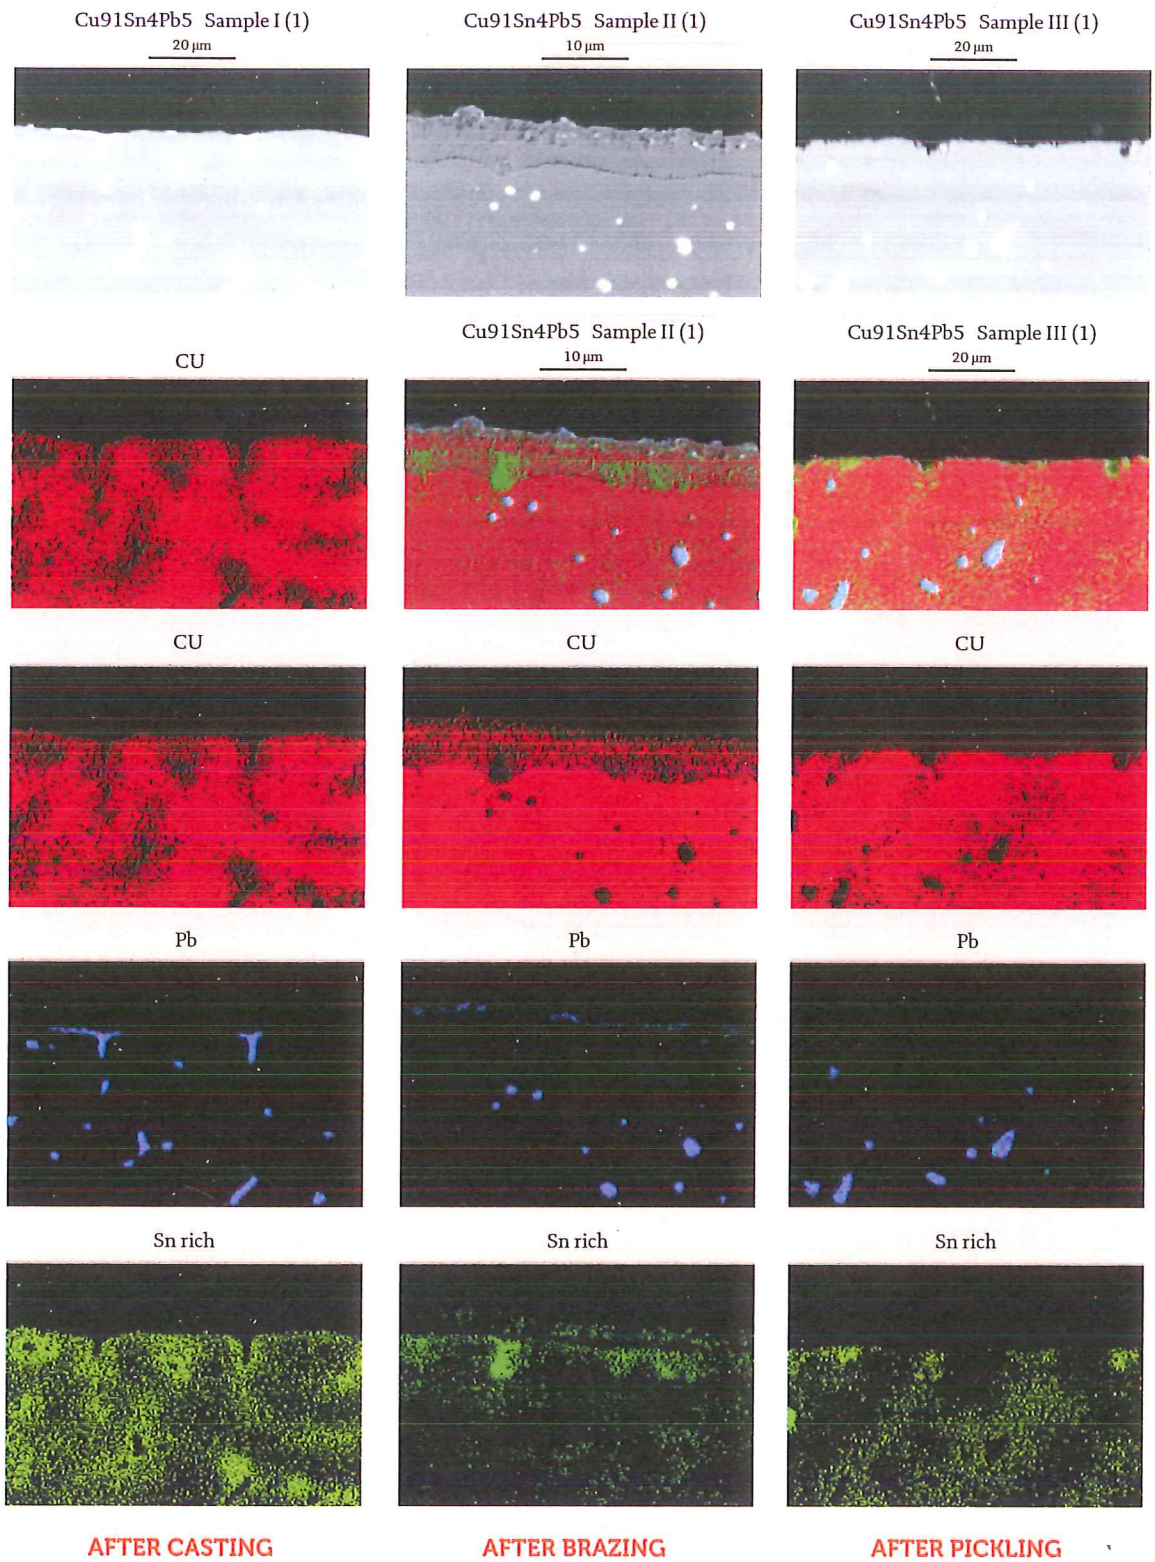 Cu91Sn4Pb5 Sample I (1)
20 µm
Cu91Sn4Pb5 Sample II (1)
10 µm
Cu91Sn4Pb5 Sample III (1)
20 µm
CU
Cu91Sn4Pb5 Sample II (1)
10 µm
Cu91Sn4Pb5 Sample III (1)
20 µm
CU
CU
CU
Pb
Pb
Pb
Sn rich
Sn rich
Sn rich
AFTER CASTING
AFTER BRAZING
AFTER PICKLING